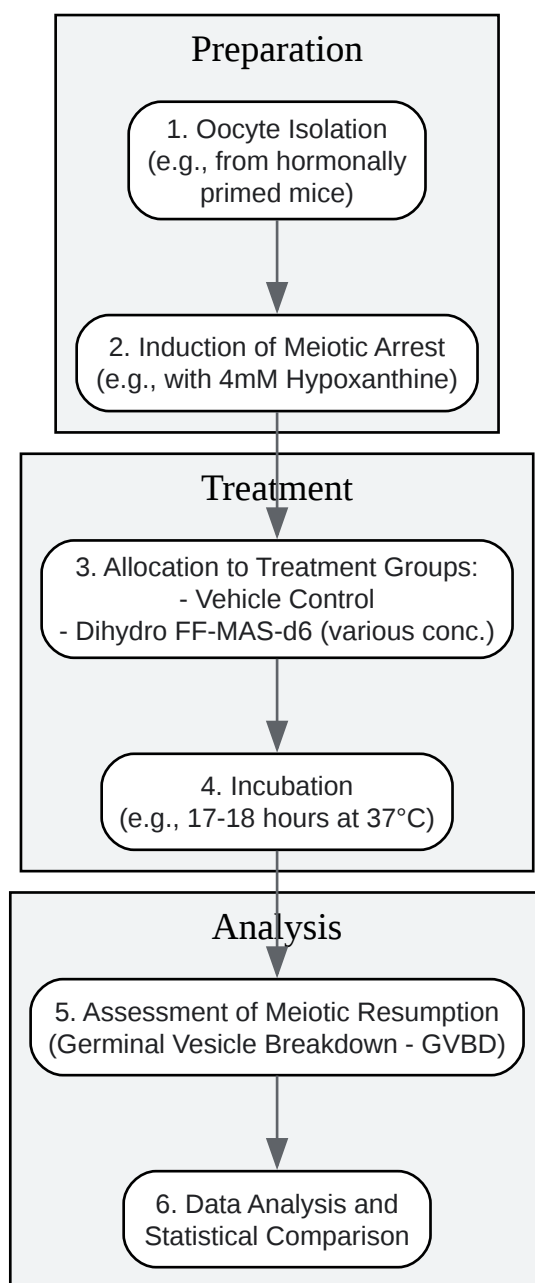 Preparation
1. Oocyte Isolation
(e.g., from hormonally
primed mice)
2. Induction of Meiotic Arrest
(e.g., with 4mM Hypoxanthine)
Treatment
3. Allocation to Treatment Groups:
- Vehicle Control
- Dihydro FF-MAS-d6 (various conc.)
4. Incubation
(e.g., 17-18 hours at 37°C)
Analysis
5. Assessment of Meiotic Resumption
(Germinal Vesicle Breakdown - GVBD)
6. Data Analysis and
Statistical Comparison